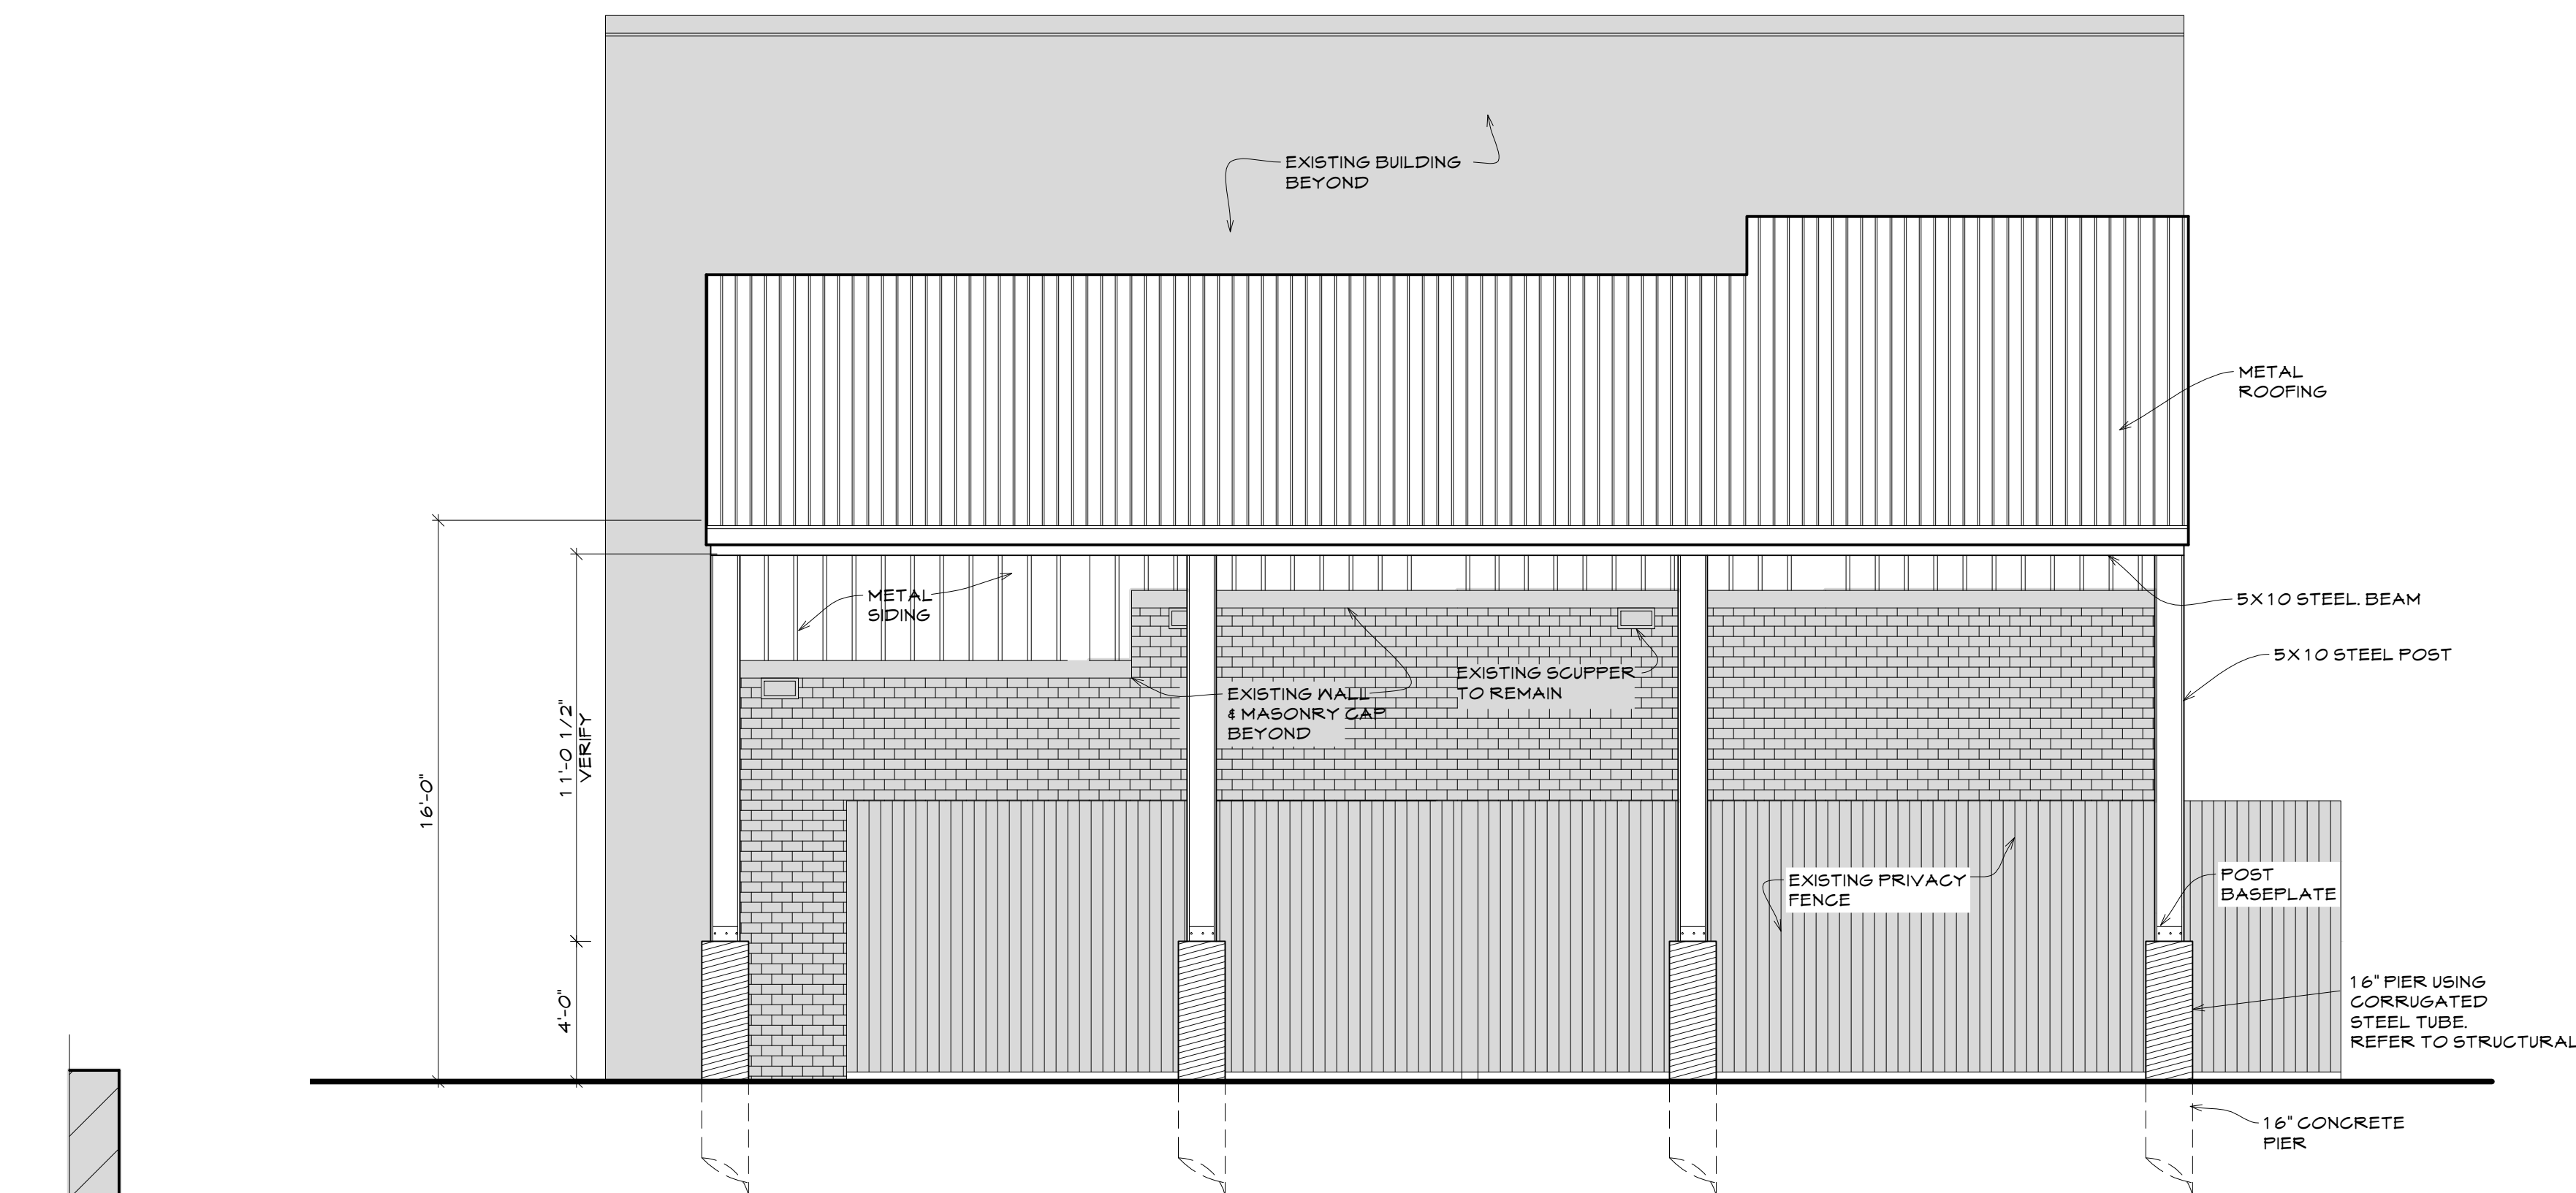 EXISTING BUILDING
BEYOND
METAL
ROOFING
METAL
SIDING
5X10 STEEL. BEAM
5X10 STEEL POST
EXISTING SCUPPER
TO REMAIN
EXISTING WALL
& MASONRY CAP
BEYOND
16'-0"
11'-0 1/2"
VERIFY
4'-0"
EXISTING PRIVACY
FENCE
POST
BASEPLATE
16" PIER USING
CORRUGATED
STEEL TUBE.
REFER TO STRUCTURAL
16" CONCRETE
PIER